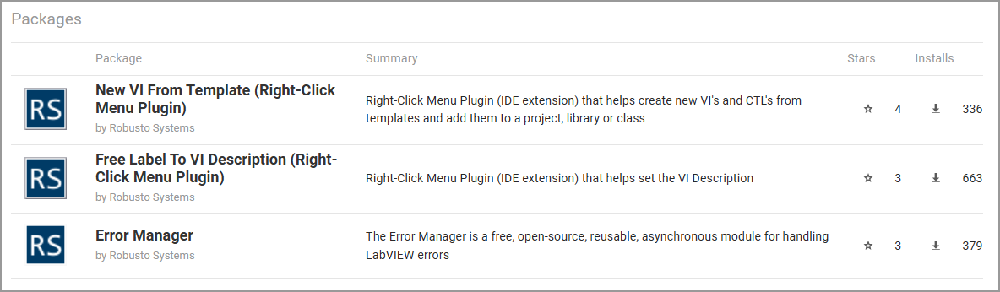 Packages
Package Summary Stars Installs
RS
New VI From Template (Right-Click
Menu Plugin)
by Robusto Systems
Right-Click Menu Plugin (IDE extension) that helps create new VI's and CTL's from
templates and add them to a project, library or class
4 336
RS
Free Label To VI Description (Right-
Click Menu Plugin)
by Robusto Systems
Right-Click Menu Plugin (IDE extension) that helps set the VI Description
3 663
RS
Error Manager
by Robusto Systems
The Error Manager is a free, open-source, reusable, asynchronous module for handling
LabVIEW errors
3 379